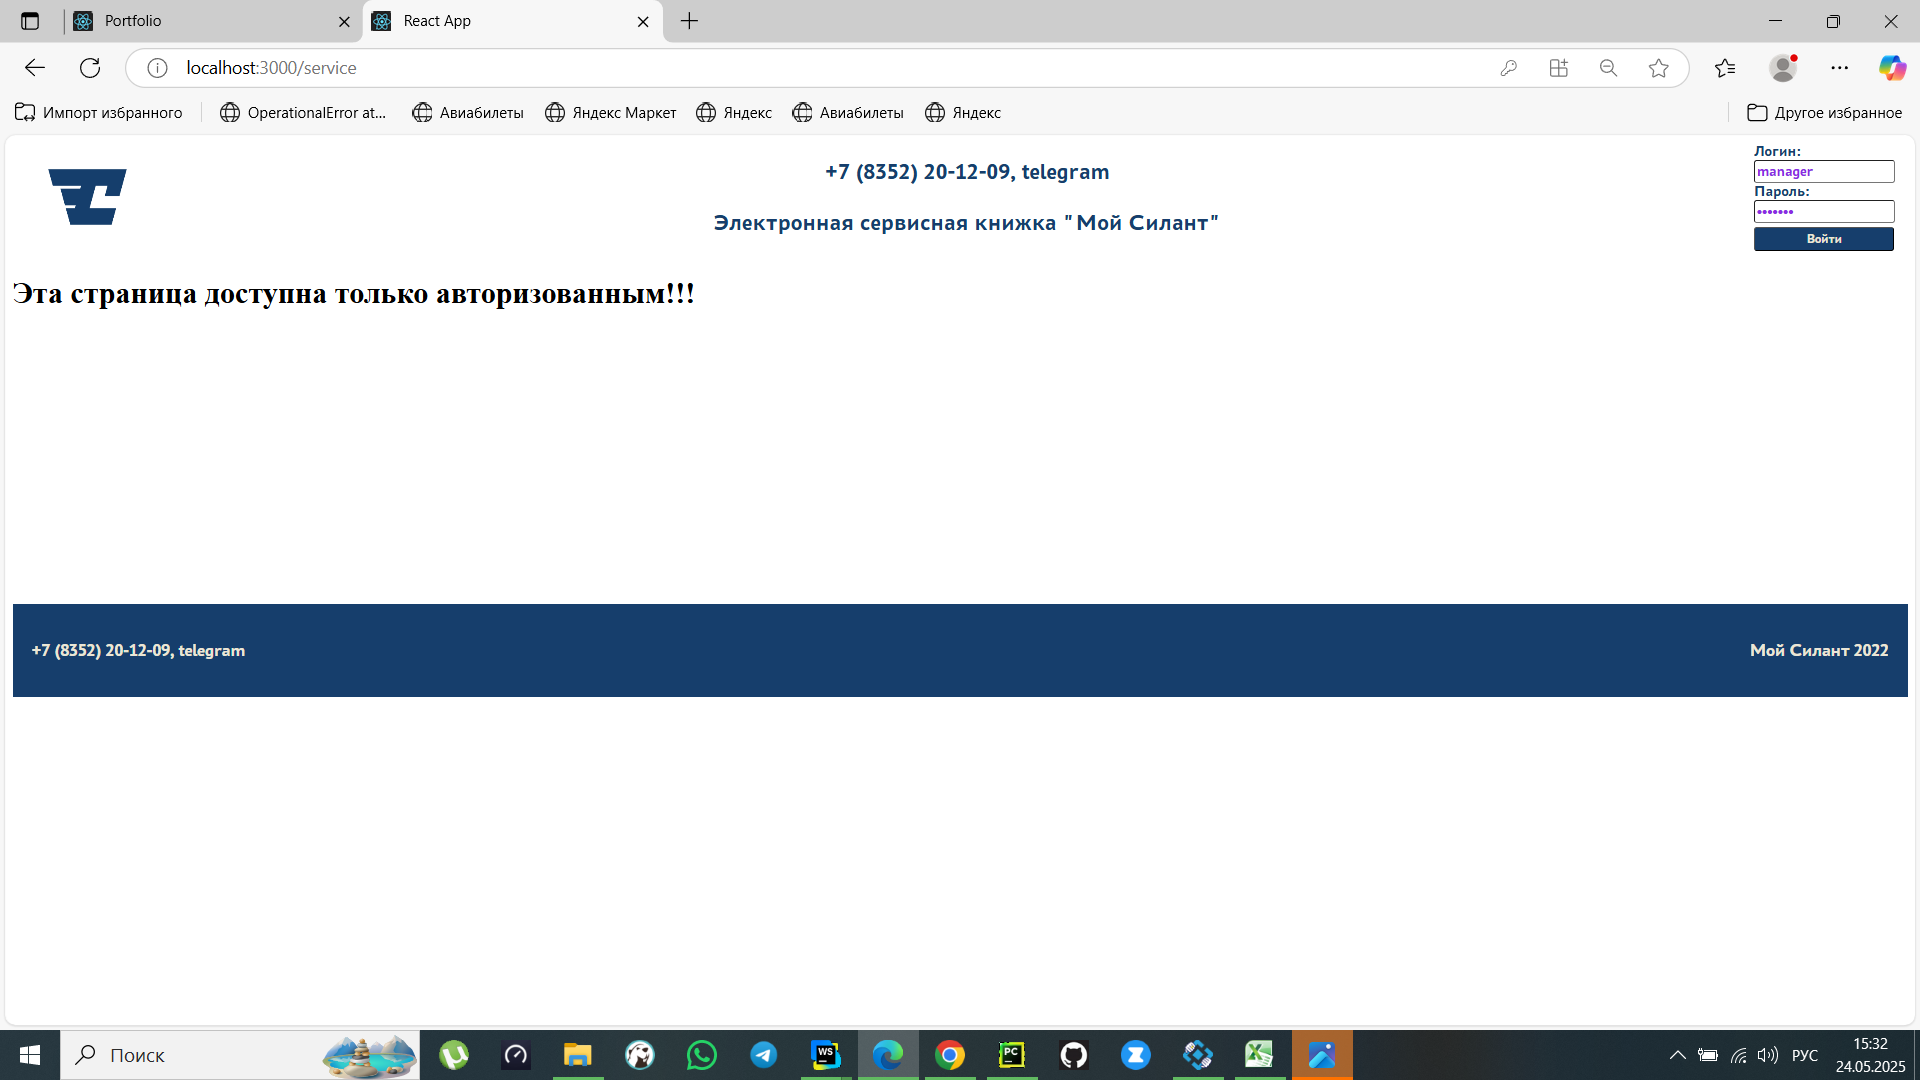 Portfolio
React App
localhost:3000/service
Импорт избранного
OperationalError at...
Авиабилеты
Яндекс Маркет
Яндекс
Авиабилеты
Яндекс
Другое избранное
+7 (8352) 20-12-09, telegram
Электронная сервисная книжка "Мой Силант"
Логин:
manager
Пароль:
•••••••
Войти
Эта страница доступна только авторизованным!!!
+7 (8352) 20-12-09, telegram
Мой Силант 2022
Поиск
WS
PC
РУС
15:32
24.05.2025